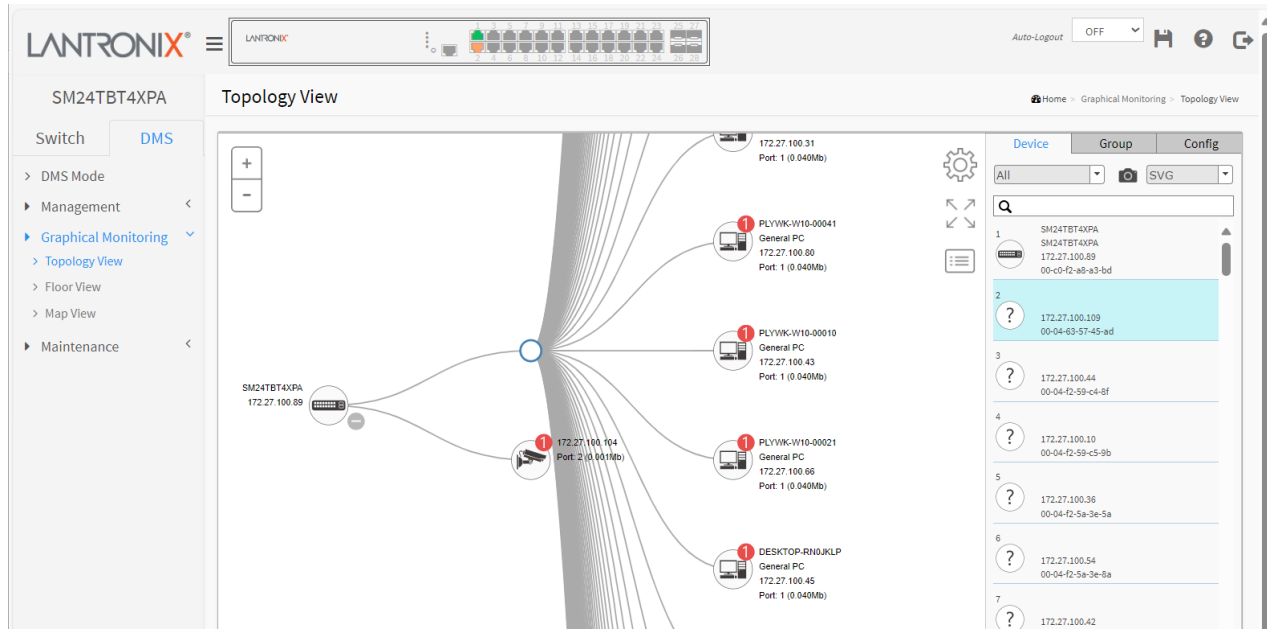 LANTRONIX®
LANTRONIX
1 3 5 7 9 11 13 15 17 19 21 23 25 27
2 4 6 8 10 12 14 16 18 20 22 24 26 28
Auto-Logout
OFF
SM24TBT4XPA
Topology View
Home > Graphical Monitoring > Topology View
Switch
DMS
> DMS Mode
Management
Graphical Monitoring
> Topology View
> Floor View
> Map View
Maintenance
+
-
SM24TBT4XPA
172.27.100.89
1
172.27.100.104
Port: 2 (0.001Mb)
172.27.100.31
Port: 1 (0.040Mb)
1
PLYWK-W10-00041
General PC
172.27.100.80
Port: 1 (0.040Mb)
1
PLYWK-W10-00010
General PC
172.27.100.43
Port: 1 (0.040Mb)
1
PLYWK-W10-00021
General PC
172.27.100.66
Port: 1 (0.040Mb)
1
DESKTOP-RN0JKLP
General PC
172.27.100.45
Port: 1 (0.040Mb)
Device
Group
Config
All
SVG
1
SM24TBT4XPA
SM24TBT4XPA
172.27.100.89
00-c0-f2-a8-a3-bd
2
?
172.27.100.109
00-04-63-57-45-ad
3
?
172.27.100.44
00-04-f2-59-c4-8f
4
?
172.27.100.10
00-04-f2-59-c5-9b
5
?
172.27.100.36
00-04-f2-5a-3e-5a
6
?
172.27.100.54
00-04-f2-5a-3e-8a
7
?
172.27.100.42